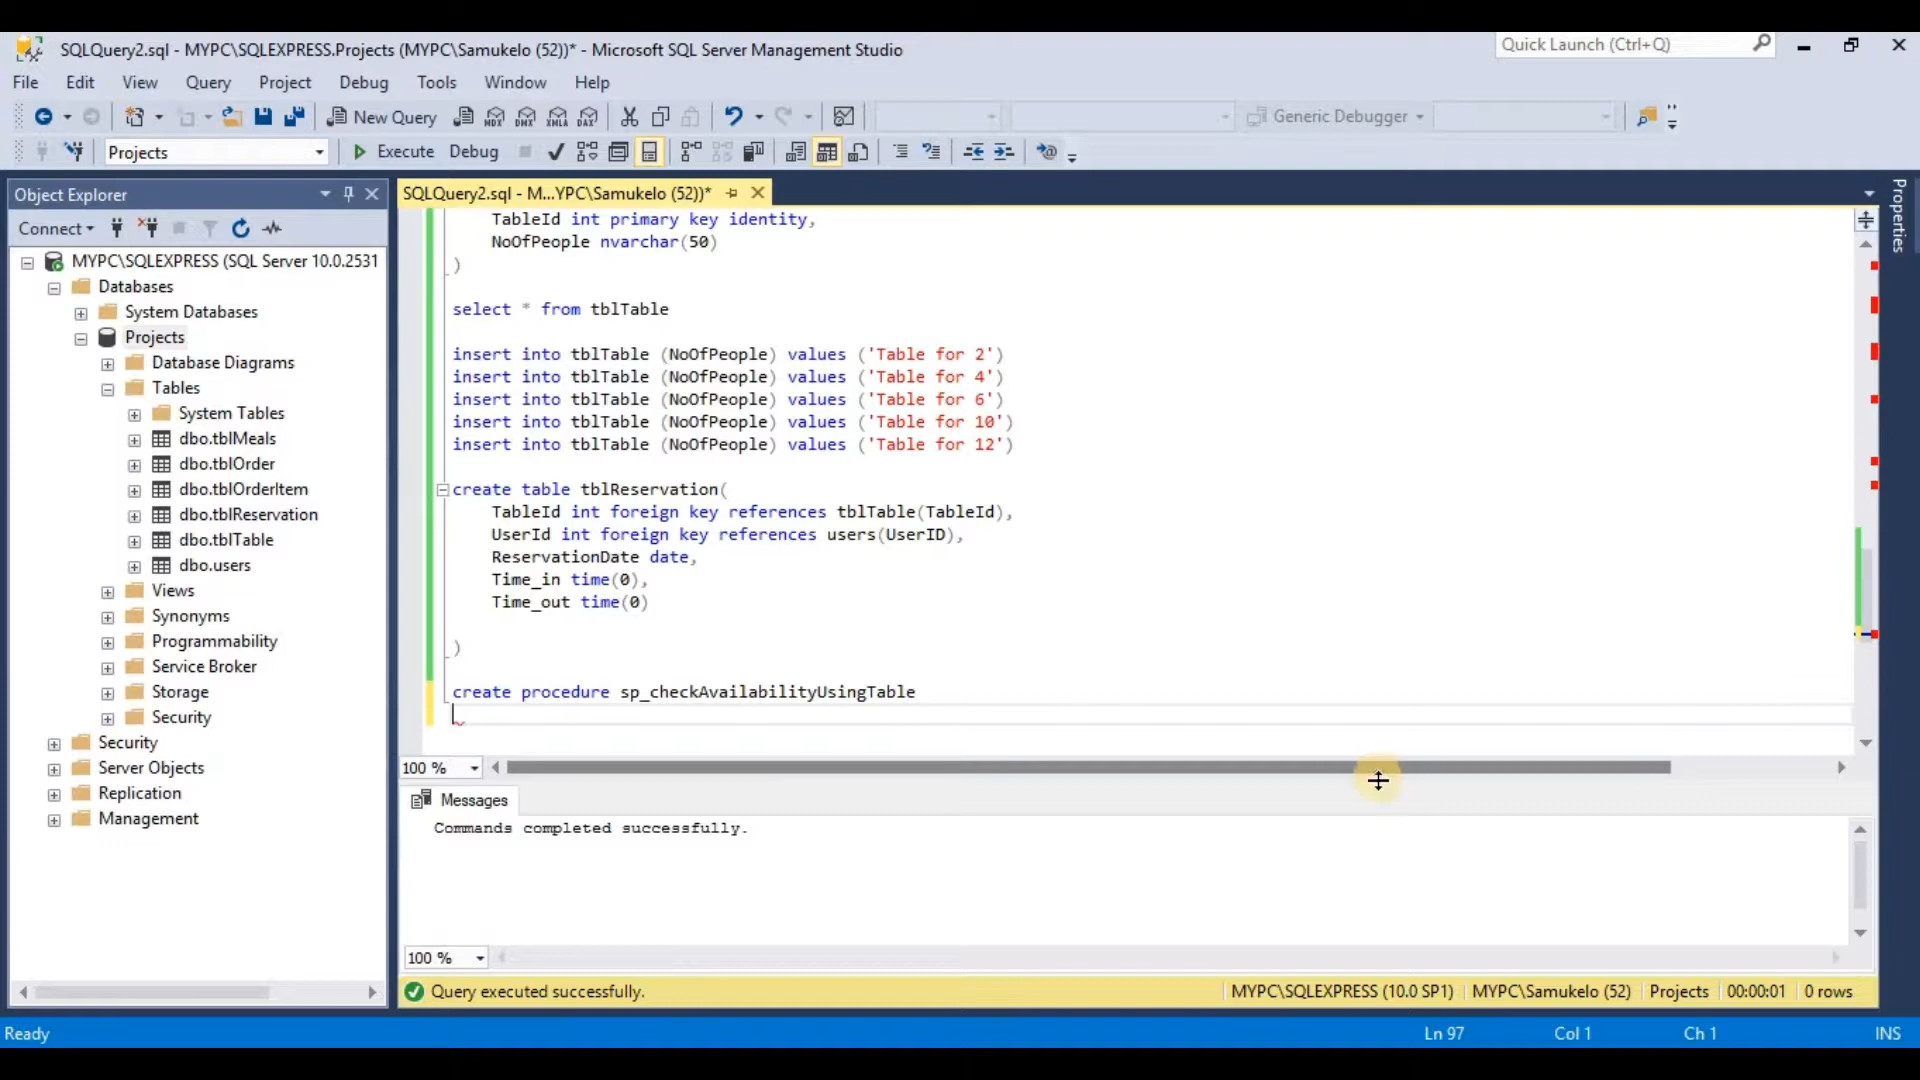 SQLQuery2.sql - MYPC\SQLEXPRESS.Projects (MYPC\Samukelo (52))* - Microsoft SQL Server Management Studio
Quick Launch (Ctrl+Q)
File Edit View Query Project Debug Tools Window Help
New Query MDX DMX XMLA DAX Generic Debugger
Projects Execute Debug
Object Explorer
Connect
MYPC\SQLEXPRESS (SQL Server 10.0.2531
Databases
System Databases
Projects
Database Diagrams
Tables
System Tables
dbo.tblMeals
dbo.tblOrder
dbo.tblOrderItem
dbo.tblReservation
dbo.tblTable
dbo.users
Views
Synonyms
Programmability
Service Broker
Storage
Security
Security
Server Objects
Replication
Management
SQLQuery2.sql - M...YPC\Samukelo (52))*
TableId int primary key identity,
NoOfPeople nvarchar(50)
)
select * from tblTable
insert into tblTable (NoOfPeople) values ('Table for 2')
insert into tblTable (NoOfPeople) values ('Table for 4')
insert into tblTable (NoOfPeople) values ('Table for 6')
insert into tblTable (NoOfPeople) values ('Table for 10')
insert into tblTable (NoOfPeople) values ('Table for 12')
create table tblReservation(
TableId int foreign key references tblTable(TableId),
UserId int foreign key references users(UserID),
ReservationDate date,
Time_in time(0),
Time_out time(0)
)
create procedure sp_checkAvailabilityUsingTable
100 %
Messages
Commands completed successfully.
100 %
Query executed successfully. MYPC\SQLEXPRESS (10.0 SP1) MYPC\Samukelo (52) Projects 00:00:01 0 rows
Properties
Ready Ln 97 Col 1 Ch 1 INS